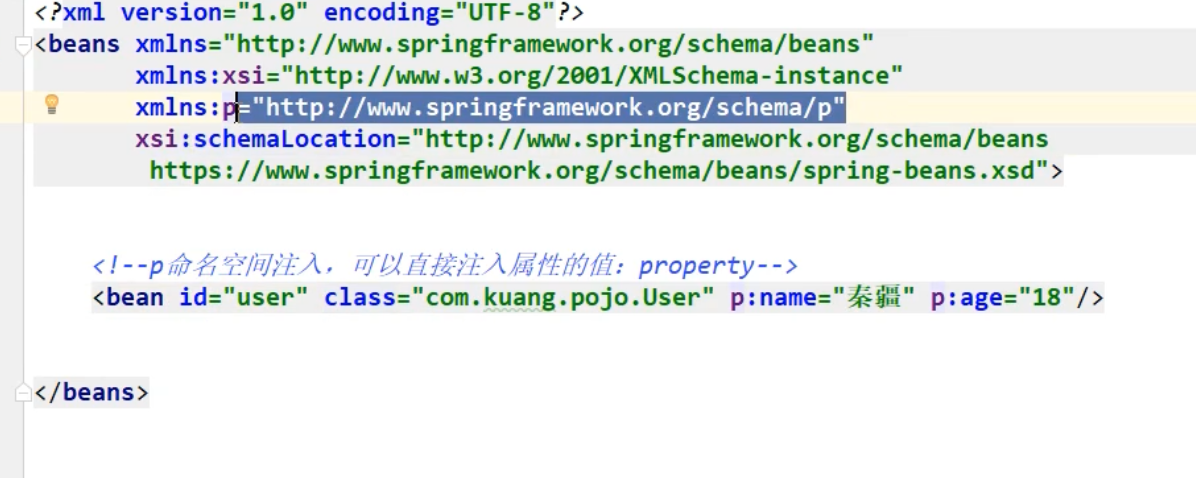 <?xml version="1.0" encoding="UTF-8"?>
<beans xmlns="http://www.springframework.org/schema/beans"
xmlns:xsi="http://www.w3.org/2001/XMLSchema-instance"
xmlns:p="http://www.springframework.org/schema/p"
xsi:schemaLocation="http://www.springframework.org/schema/beans
https://www.springframework.org/schema/beans/spring-beans.xsd">
<!--p命名空间注入，可以直接注入属性的值：property-->
<bean id="user" class="com.kuang.pojo.User" p:name="秦疆" p:age="18"/>
</beans>